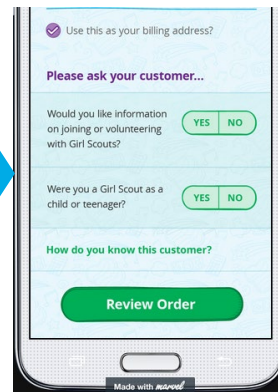 Use this as your billing address?
Please ask your customer...
Would you like information
on joining or volunteering
with Girl Scouts?
YES NO
Were you a Girl Scout as a
child or teenager?
YES NO
How do you know this customer?
Review Order
Made with marvel